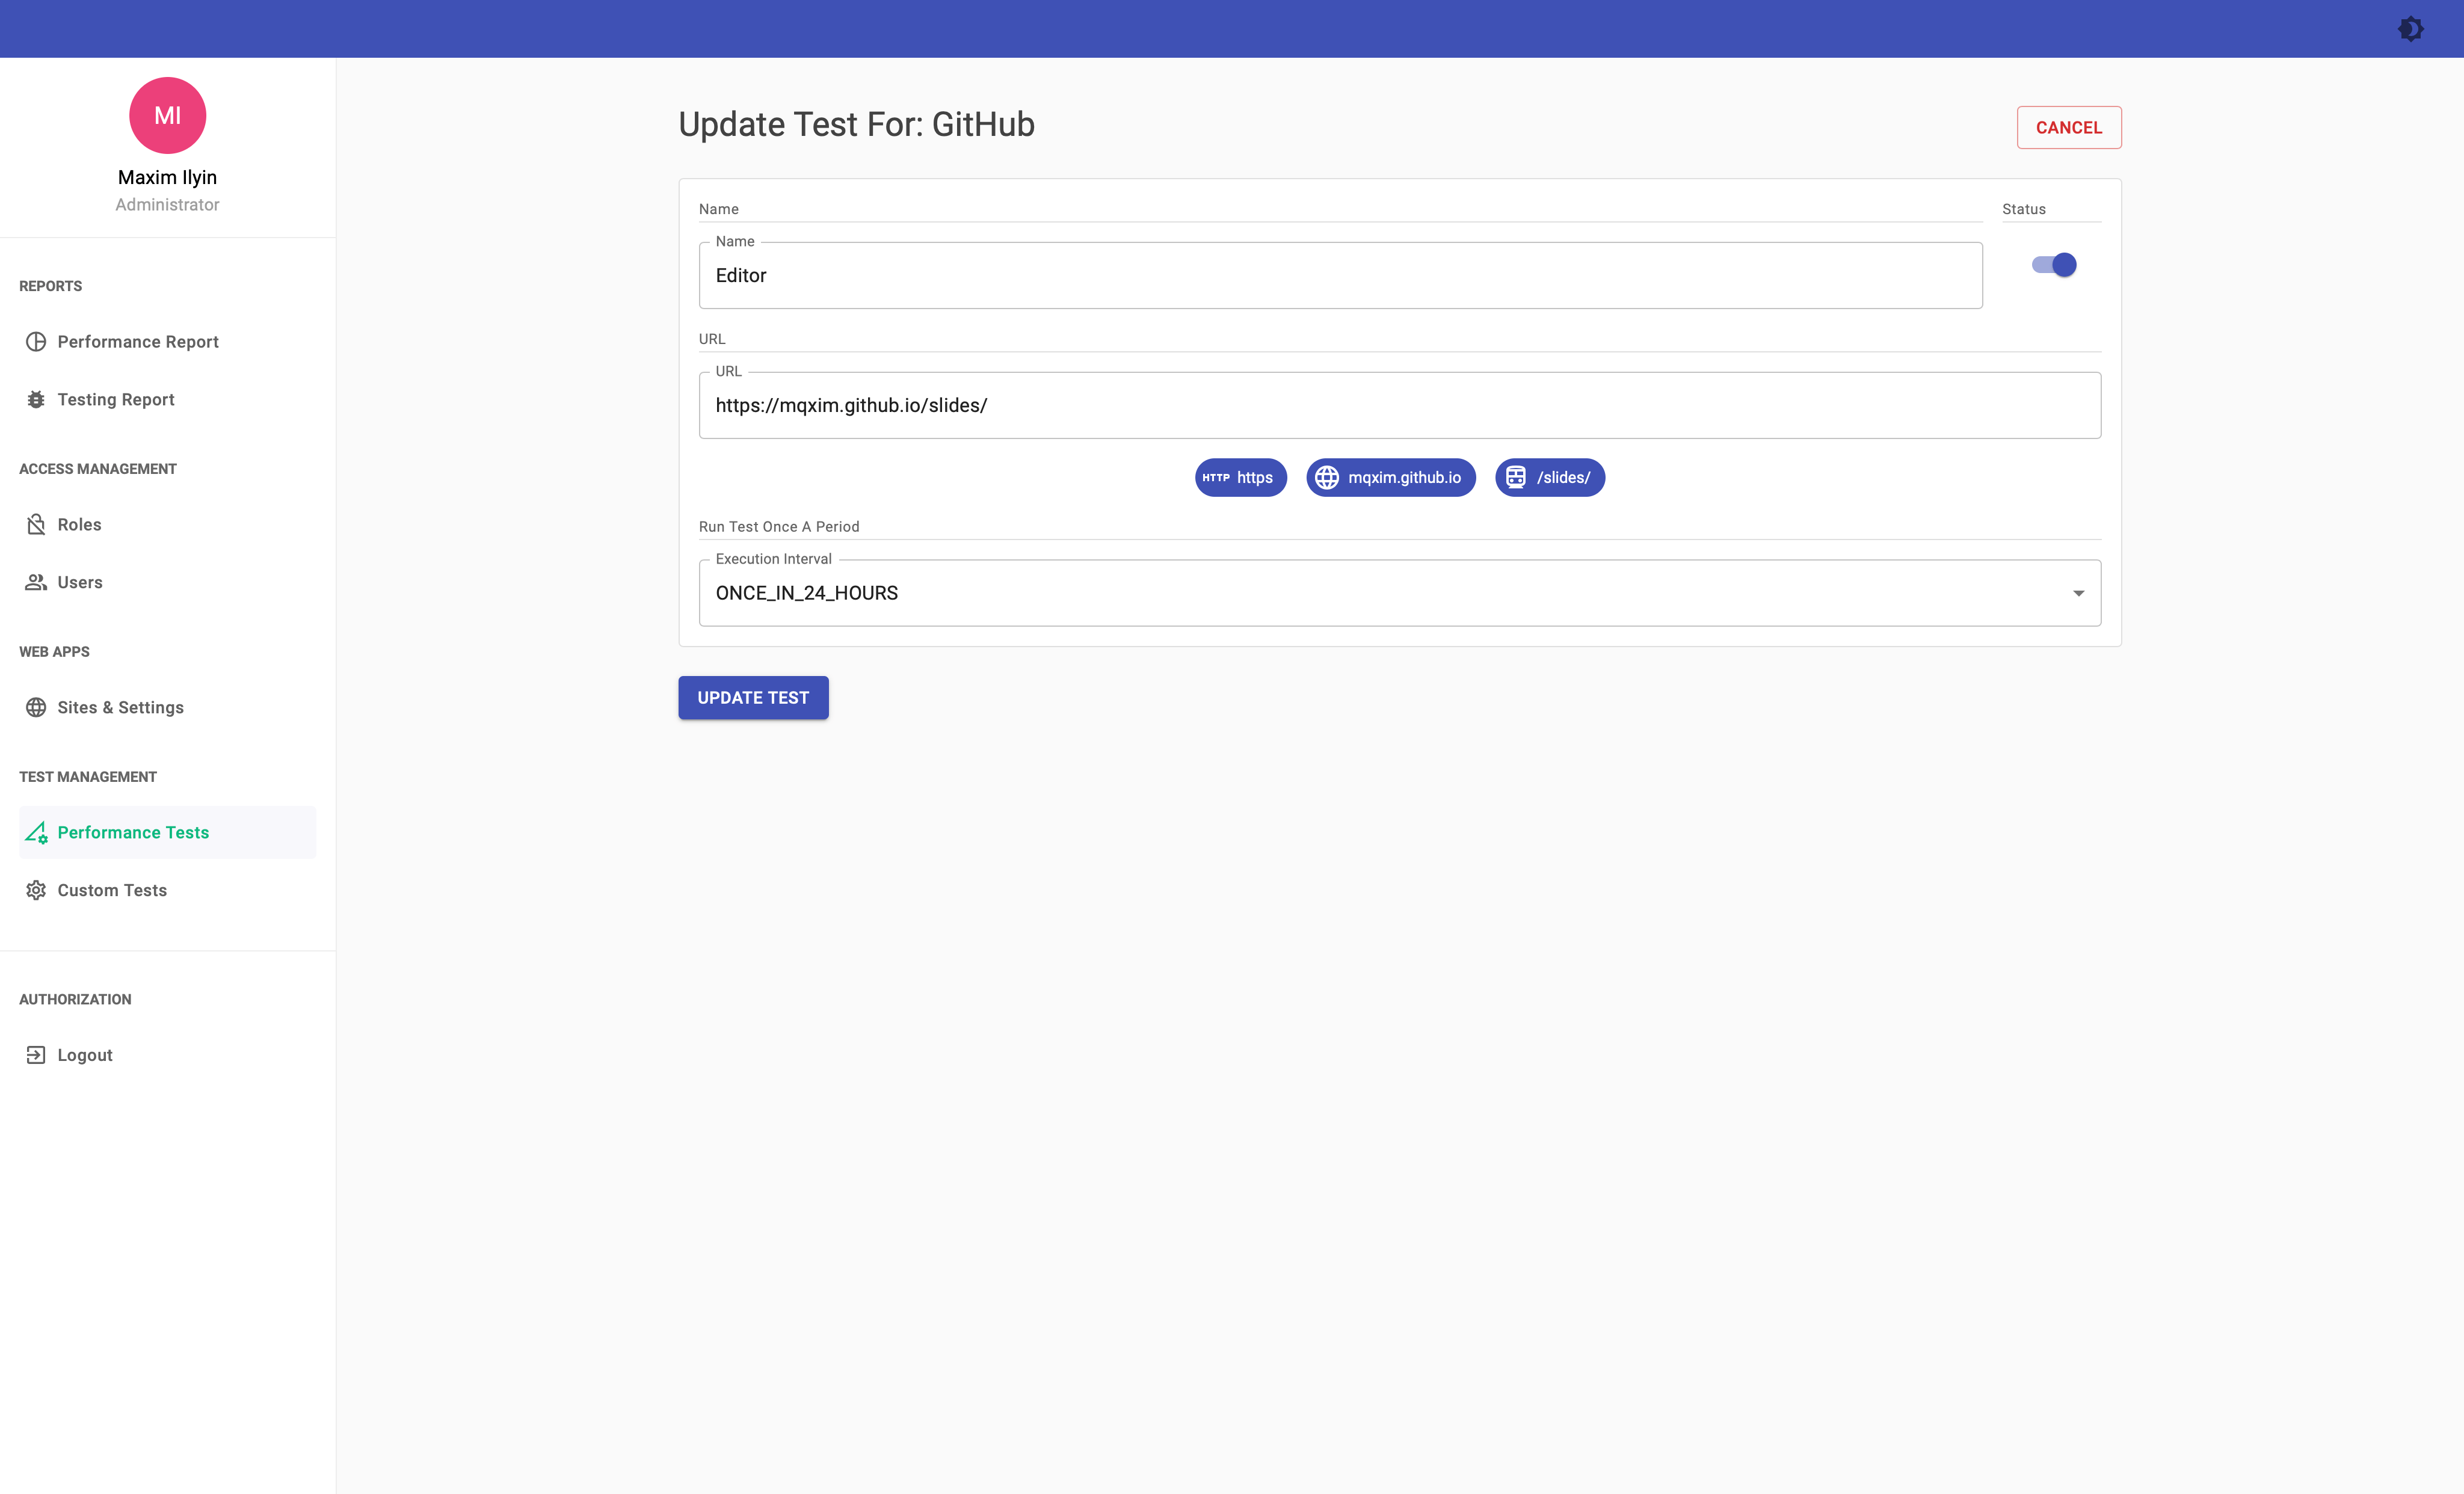 MI
Maxim Ilyin
Administrator
REPORTS
Performance Report
Testing Report
ACCESS MANAGEMENT
Roles
Users
WEB APPS
Sites & Settings
TEST MANAGEMENT
Performance Tests
Custom Tests
AUTHORIZATION
Logout
Update Test For: GitHub
CANCEL
Name
Status
Name
Editor
URL
URL
https://mqxim.github.io/slides/
HTTP https
mqxim.github.io
/slides/
Run Test Once A Period
Execution Interval
ONCE_IN_24_HOURS
UPDATE TEST